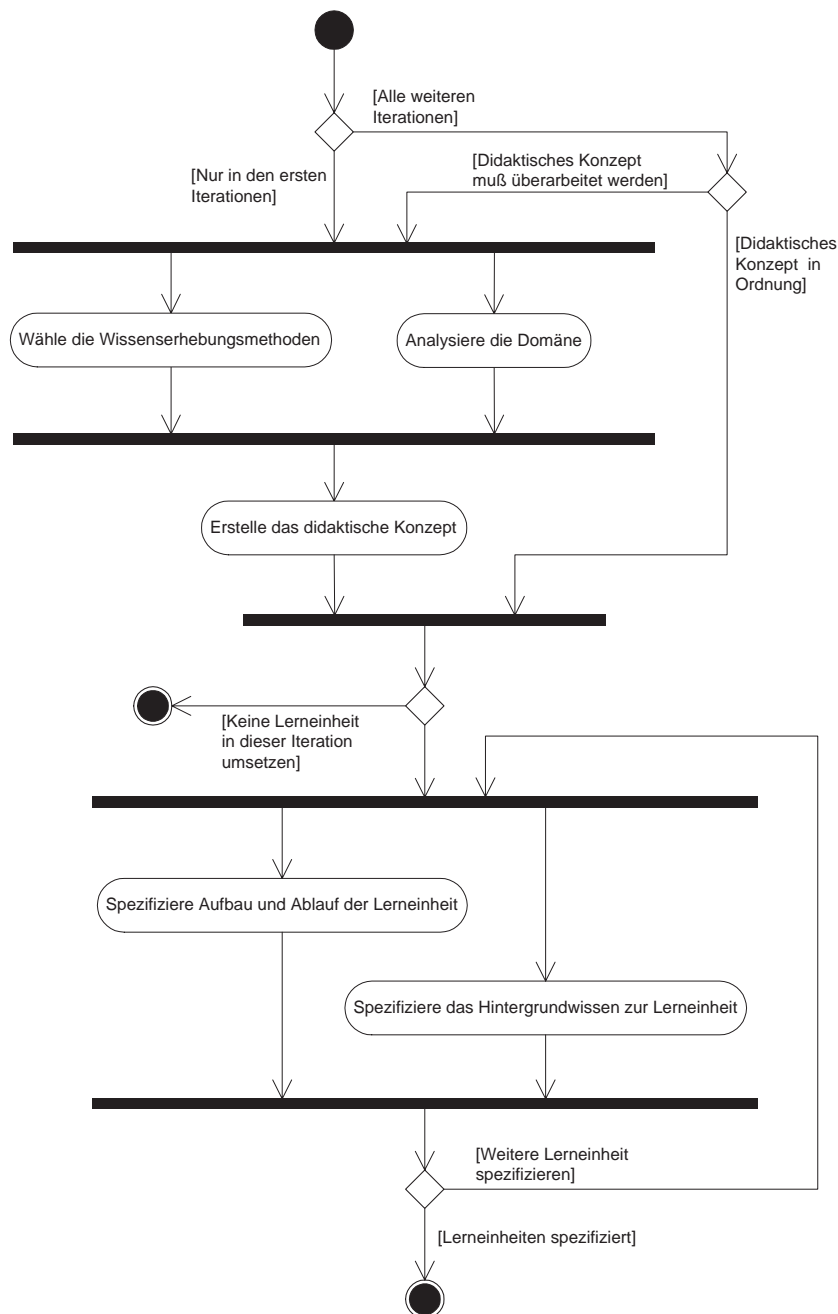 [Alle weiteren
Iterationen]
[Nur in den ersten
Iterationen]
[Didaktisches Konzept
muß überarbeitet werden]
[Didaktisches
Konzept in
Ordnung]
Wähle die Wissenserhebungsmethoden
Analysiere die Domäne
Erstelle das didaktische Konzept
[Keine Lerneinheit
in dieser Iteration
umsetzen]
Spezifiziere Aufbau und Ablauf der Lerneinheit
Spezifiziere das Hintergrundwissen zur Lerneinheit
[Weitere Lerneinheit
spezifizieren]
[Lerneinheiten spezifiziert]